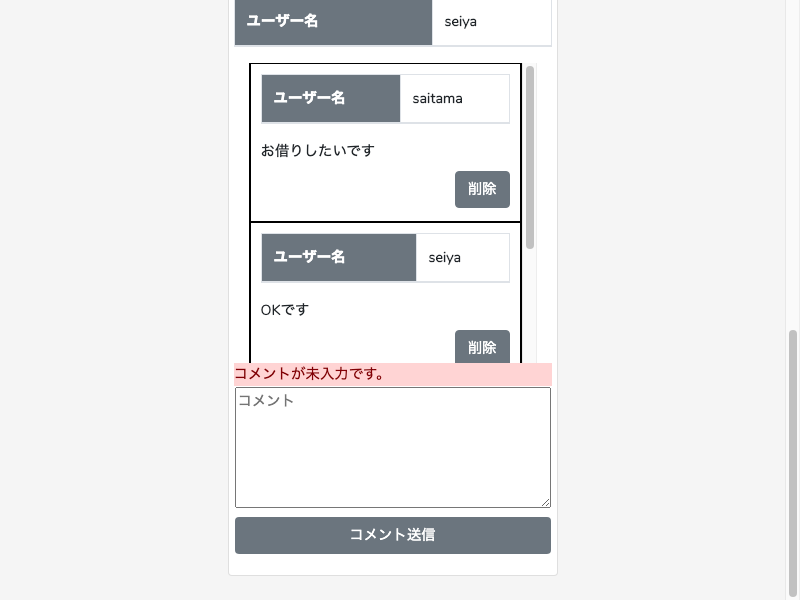 ユーザー名 seiya
ユーザー名 saitama
お借りしたいです
削除
ユーザー名 seiya
OKです
削除
コメントが未入力です。
コメント
コメント送信